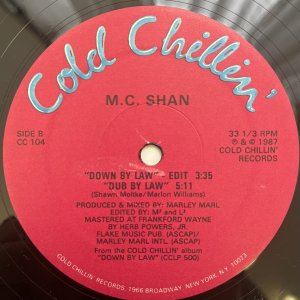 Cold Chillin'
M.C. SHAN
SIDE B
CC 104
33 1/3 RPM
℗ & © 1987
COLD CHILLIN'
RECORDS
"DOWN BY LAW" – EDIT 3:35
"DUB BY LAW" 5:11
(Shawn Moltke/Marlon Williams)
PRODUCED & MIXED BY: MARLEY MARL
EDITED BY: M² and L²
MASTERED AT FRANKFORD WAYNE
BY HERB POWERS, JR.
FLAKE MUSIC PUB. (ASCAP)/
MARLEY MARL INTL (ASCAP)
From the COLD CHILLIN' album
"DOWN BY LAW" (CCLP 500)
COLD CHILLIN' RECORDS, 1966 BROADWAY, NEW YORK, N.Y. 10023